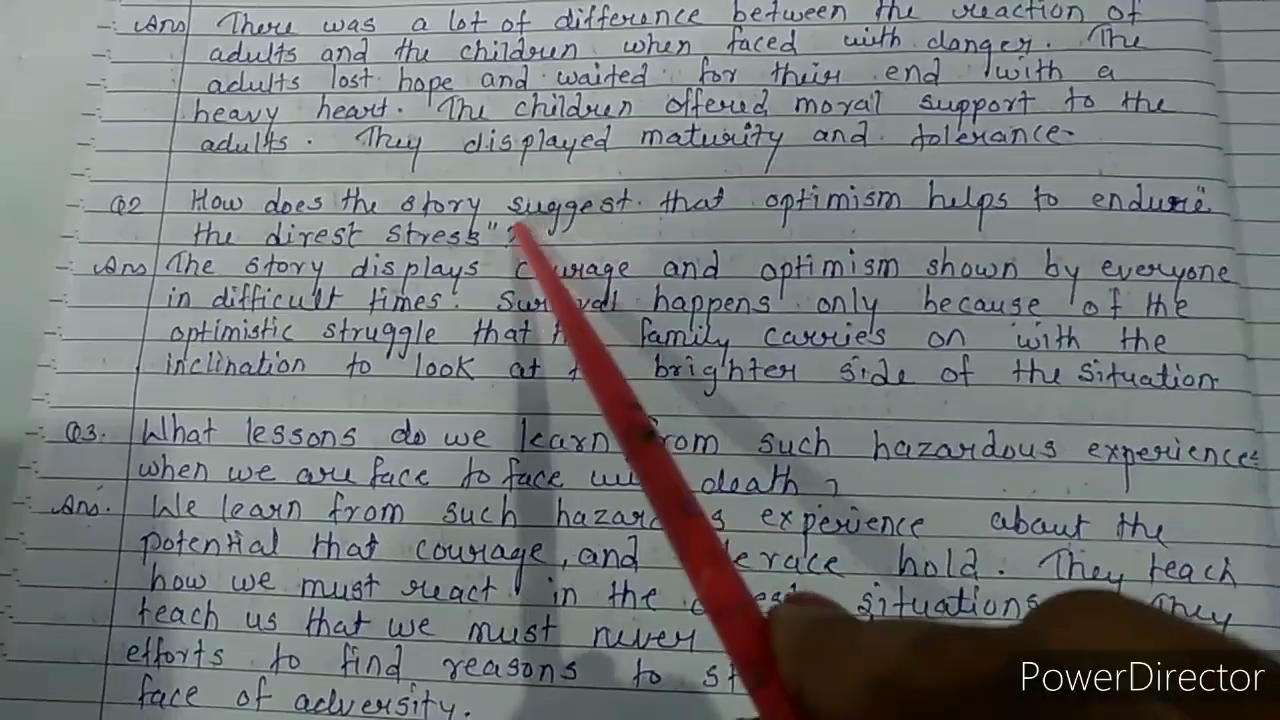 Ans There was a lot of difference between the reaction of
adults and the children when faced with danger. The
adults lost hope and waited for their end with a
heavy heart. The children offered moral support to the
adults. They displayed maturity and tolerance.
Q2 How does the story suggest that optimism helps to endure"
the direst stress"?
Ans The story displays courage and optimism shown by everyone
in difficult times. Survival happens only because of the
optimistic struggle that family carries on with the
inclination to look at brighter side of the situation
Q3. What lessons do we learn from such hazardous experience
when we are face to face with death ?
Ans. We learn from such hazardous experience abaut the
potential that courage, and hold. They teach
how we must react in the situations They
teach us that we must never
efforts to find reasons to
face of adversity.
PowerDirector